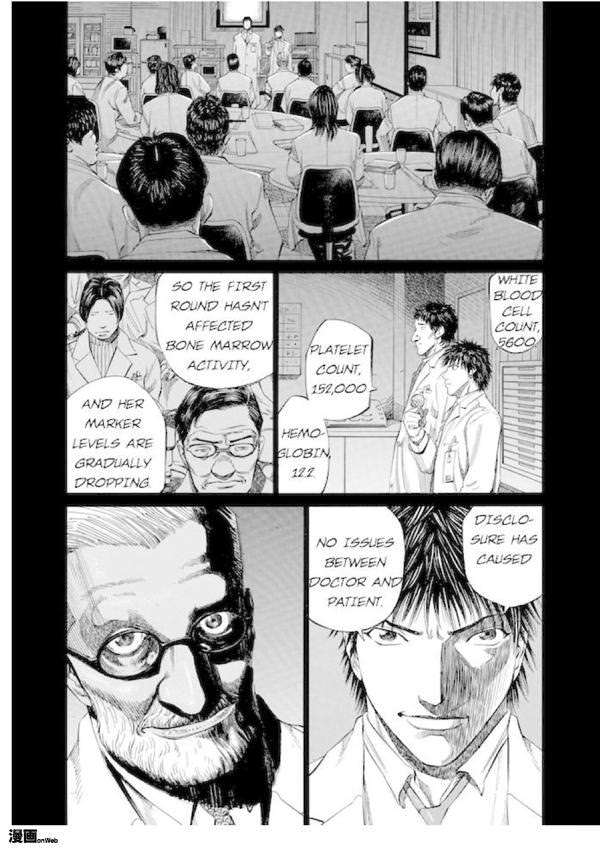 WHITE
BLOOD
CELL
COUNT,
5600.
PLATELET
COUNT,
152,000
HEMO-
GLOBIN,
12.2.
SO THE FIRST
ROUND HASN'T
AFFECTED
BONE MARROW
ACTIVITY,
AND HER
MARKER
LEVELS ARE
GRADUALLY
DROPPING.
DISCLO-
SURE HAS
CAUSED
NO ISSUES
BETWEEN
DOCTOR AND
PATIENT.
漫画onWeb